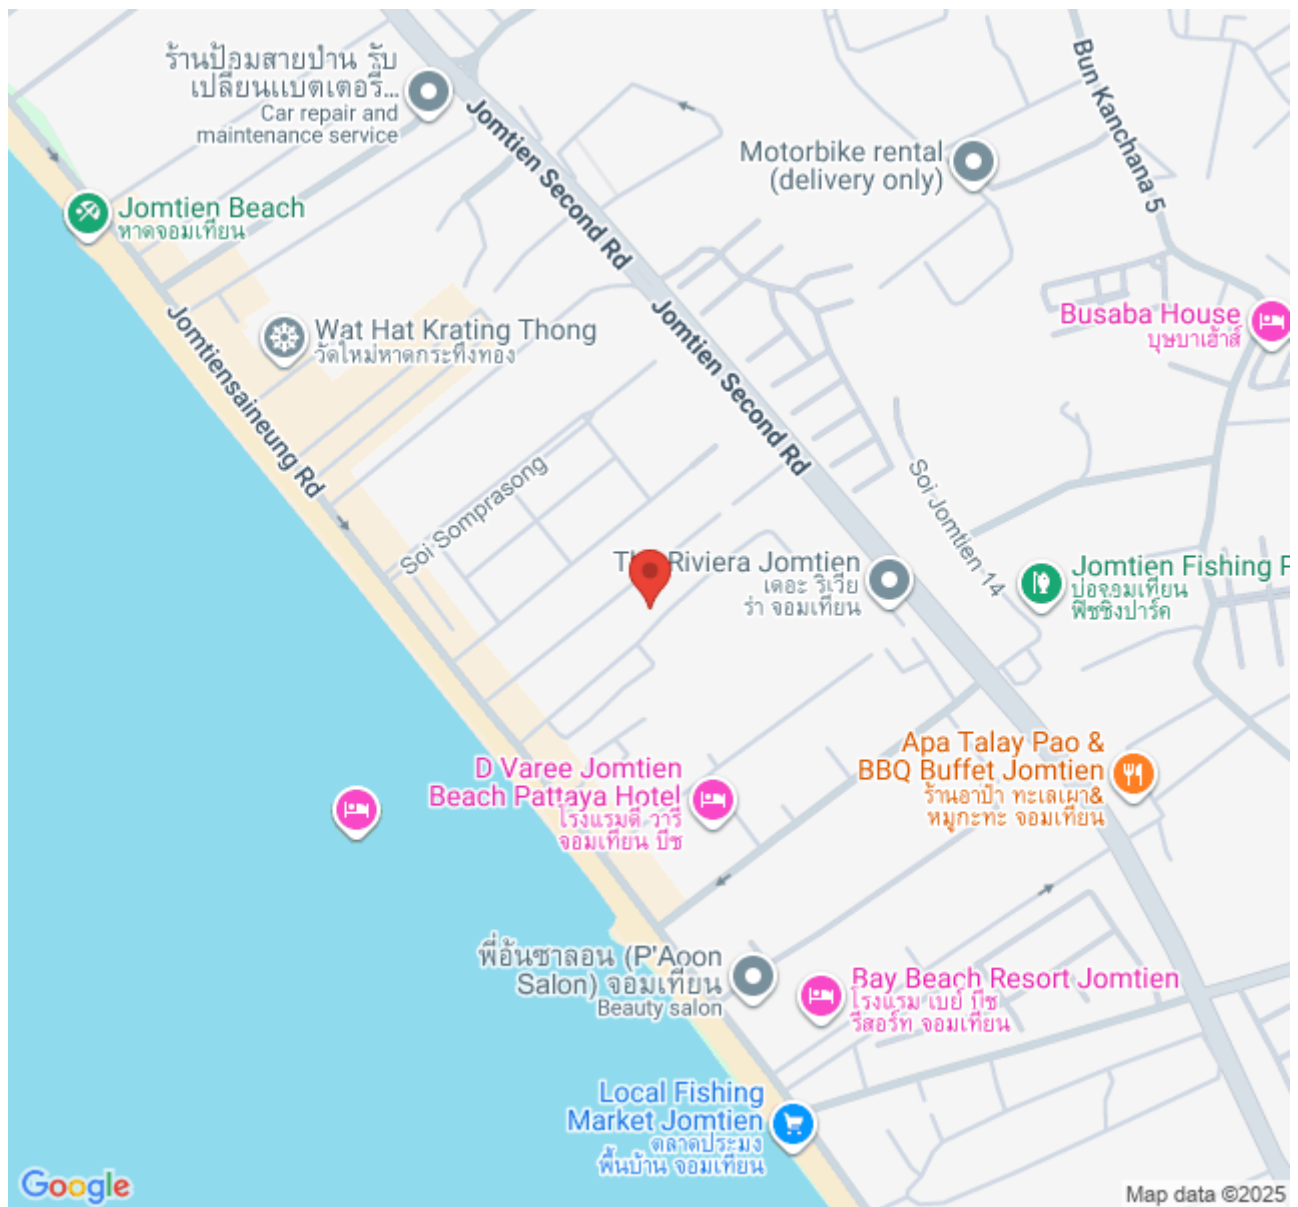 ร้านป้อมสายป่าน รับ
เปลี่ยนแบตเตอรี่...
Car repair and
maintenance service
Jomtien Second Rd
Bun Kanchana 5
Motorbike rental
(delivery only)
Jomtien Beach
หาดจอมเทียน
Jomtiensaineung Rd
Wat Hat Krating Thong
วัดใหม่หาดกระทิงทอง
Jomtien Second Rd
Busaba House
บุษบาเฮ้าส์
Soi Somprasong
Soi Jomtien 14
Riviera Jomtien
เดอะ ริเวีย
ร่า จอมเทียน
Jomtien Fishing P
บ่อจอมเทียน
ฟิชชิงปาร์ค
D Varee Jomtien
Beach Pattaya Hotel
โรงแรมดี วารี
จอมเทียน บีช
Apa Talay Pao &
BBQ Buffet Jomtien
ร้านอาป๋า ทะเลเผา&
หมูกะทะ จอมเทียน
พี่อ้นซาลอน (P'Aoon
Salon) จอมเทียน
Beauty salon
Bay Beach Resort Jomtien
โรงแรม เบย์ บีช
รีสอร์ท จอมเทียน
Local Fishing
Market Jomtien
ตลาดประมง
พื้นบ้าน จอมเทียน
Google
Map data ©2025